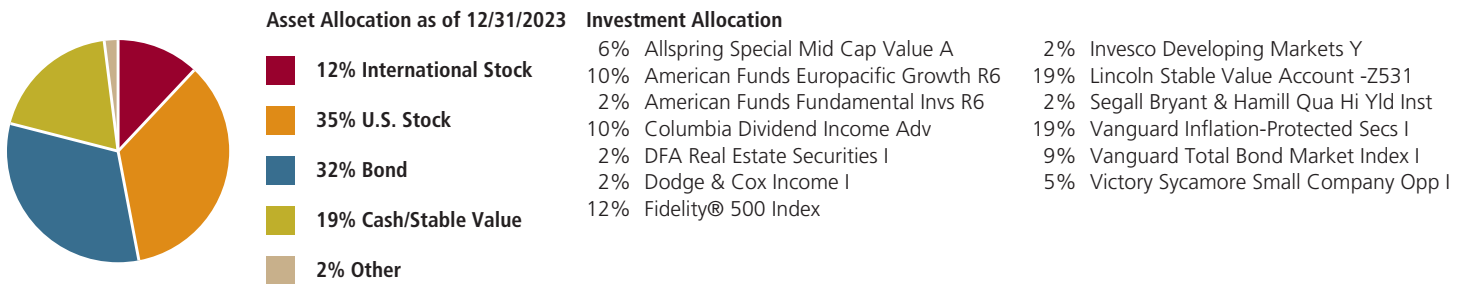 Asset Allocation as of 12/31/2023
12% International Stock
35% U.S. Stock
32% Bond
19% Cash/Stable Value
2% Other
Investment Allocation
6% Allspring Special Mid Cap Value A
10% American Funds Europacific Growth R6
2% American Funds Fundamental Invs R6
10% Columbia Dividend Income Adv
2% DFA Real Estate Securities I
2% Dodge & Cox Income I
12% Fidelity® 500 Index
2% Invesco Developing Markets Y
19% Lincoln Stable Value Account -Z531
2% Segall Bryant & Hamill Qua Hi Yld Inst
19% Vanguard Inflation-Protected Secs I
9% Vanguard Total Bond Market Index I
5% Victory Sycamore Small Company Opp I